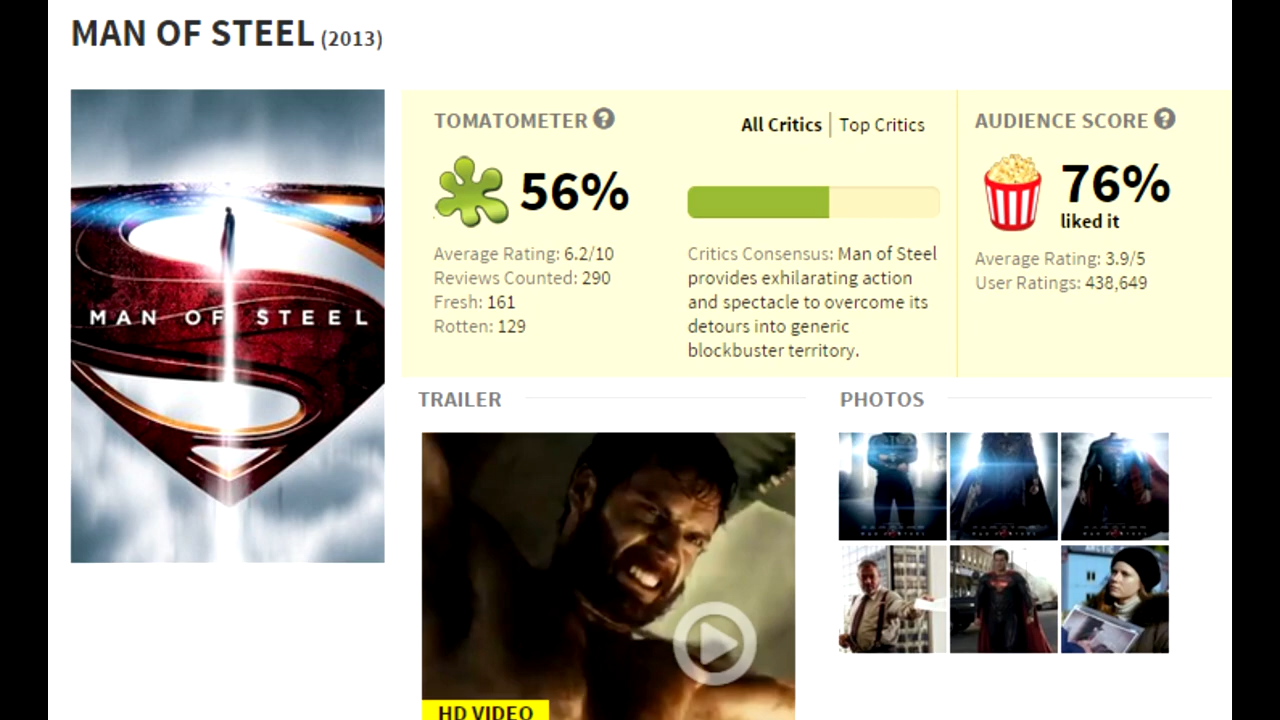 MAN OF STEEL (2013)
MAN OF STEEL
TOMATOMETER ?
All Critics | Top Critics
56%
Average Rating: 6.2/10
Reviews Counted: 290
Fresh: 161
Rotten: 129
Critics Consensus: Man of Steel
provides exhilarating action
and spectacle to overcome its
detours into generic
blockbuster territory.
AUDIENCE SCORE ?
76%
liked it
Average Rating: 3.9/5
User Ratings: 438,649
TRAILER
HD VIDEO
PHOTOS